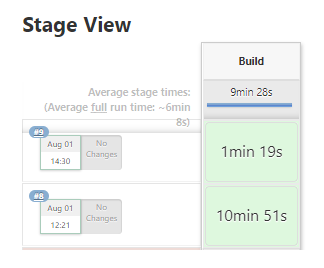 Stage View
Build
Average stage times:
(Average full run time: ~6min
8s)
9min 28s
#9
Aug 01
14:30
No
Changes
1min 19s
#8
Aug 01
12:21
No
Changes
10min 51s